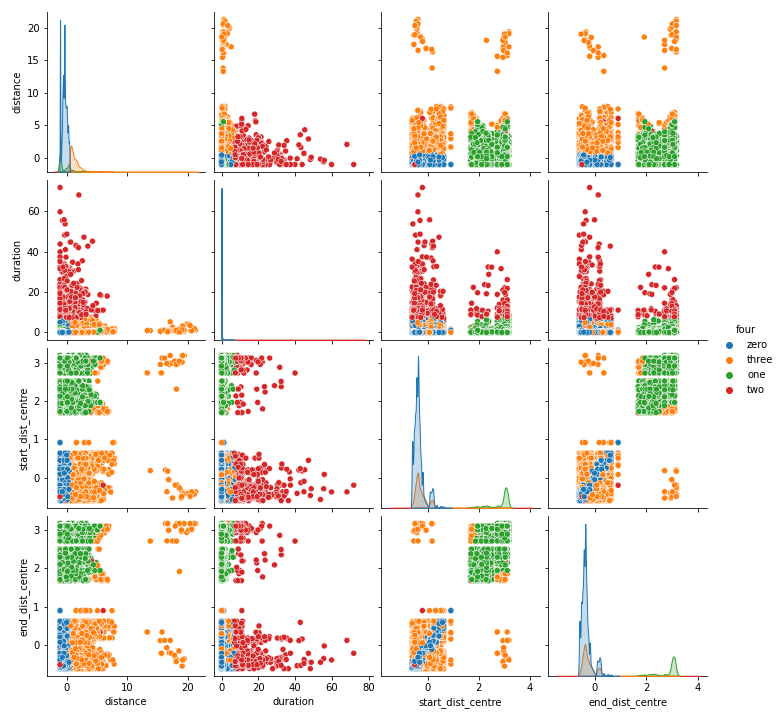 distance
20
15
10
5
0
duration
60
40
20
0
start_dist_centre
3
2
1
0
end_dist_centre
3
2
1
0
0 20
distance
0 20 40 60 80
duration
0 2 4
start_dist_centre
0 2 4
end_dist_centre
four
zero
three
one
two